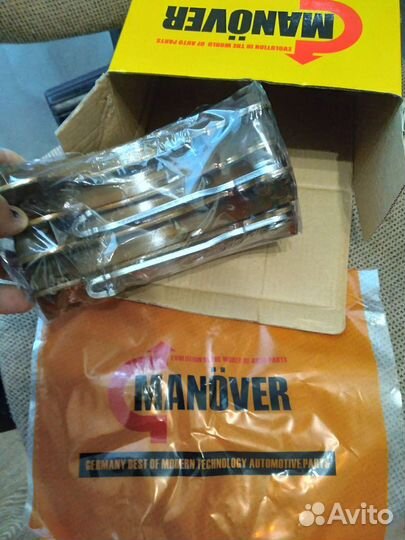 MANÖVER
EVOLUTION IN THE WORLD OF AUTO PARTS
EVOLUTION IN THE WORLD OF AUTO PARTS
MANÖVER
GERMANY BEST OF MODERN TECHNOLOGY AUTOMOTIVE PARTS
Avito